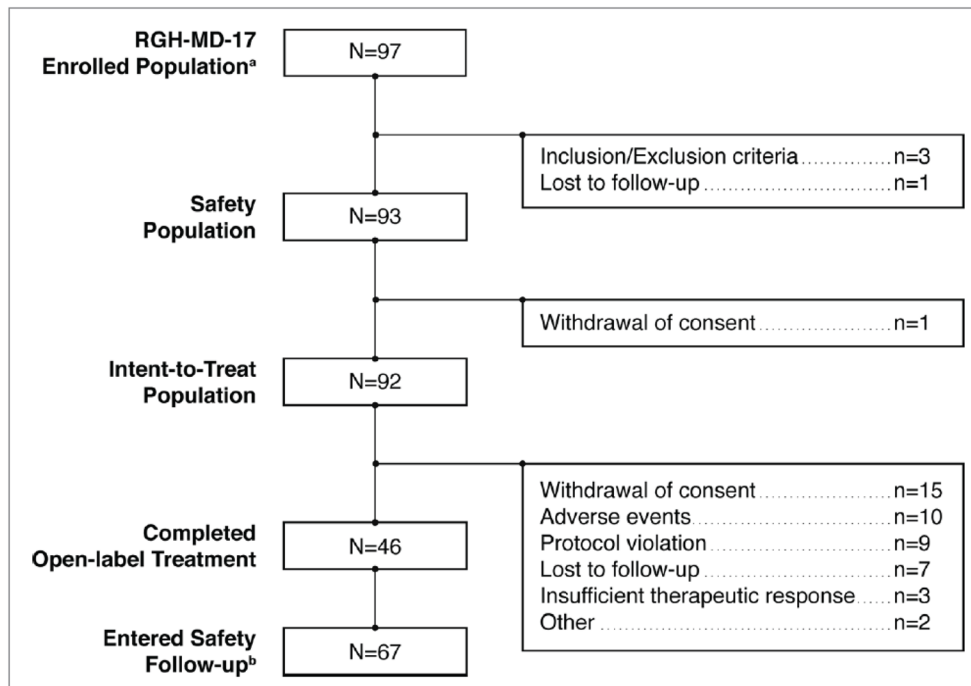 RGH-MD-17
Enrolled Populationᵃ
N=97
Inclusion/Exclusion criteria............... n=3
Lost to follow-up............................ n=1
Safety
Population
N=93
Withdrawal of consent..................... n=1
Intent-to-Treat
Population
N=92
Withdrawal of consent..................... n=15
Adverse events.............................. n=10
Protocol violation............................ n=9
Lost to follow-up............................ n=7
Insufficient therapeutic response...... n=3
Other........................................... n=2
Completed
Open-label Treatment
N=46
Entered Safety
Follow-upᵇ
N=67